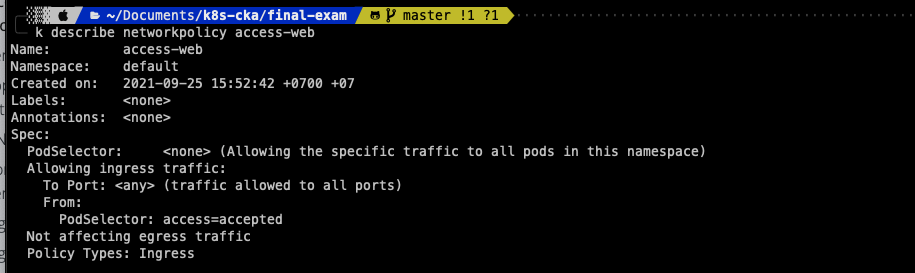 ~/Documents/k8s-cka/final-exam master !1 ?1
k describe networkpolicy access-web
Name: access-web
Namespace: default
Created on: 2021-09-25 15:52:42 +0700 +07
Labels: <none>
Annotations: <none>
Spec:
PodSelector: <none> (Allowing the specific traffic to all pods in this namespace)
Allowing ingress traffic:
To Port: <any> (traffic allowed to all ports)
From:
PodSelector: access=accepted
Not affecting egress traffic
Policy Types: Ingress